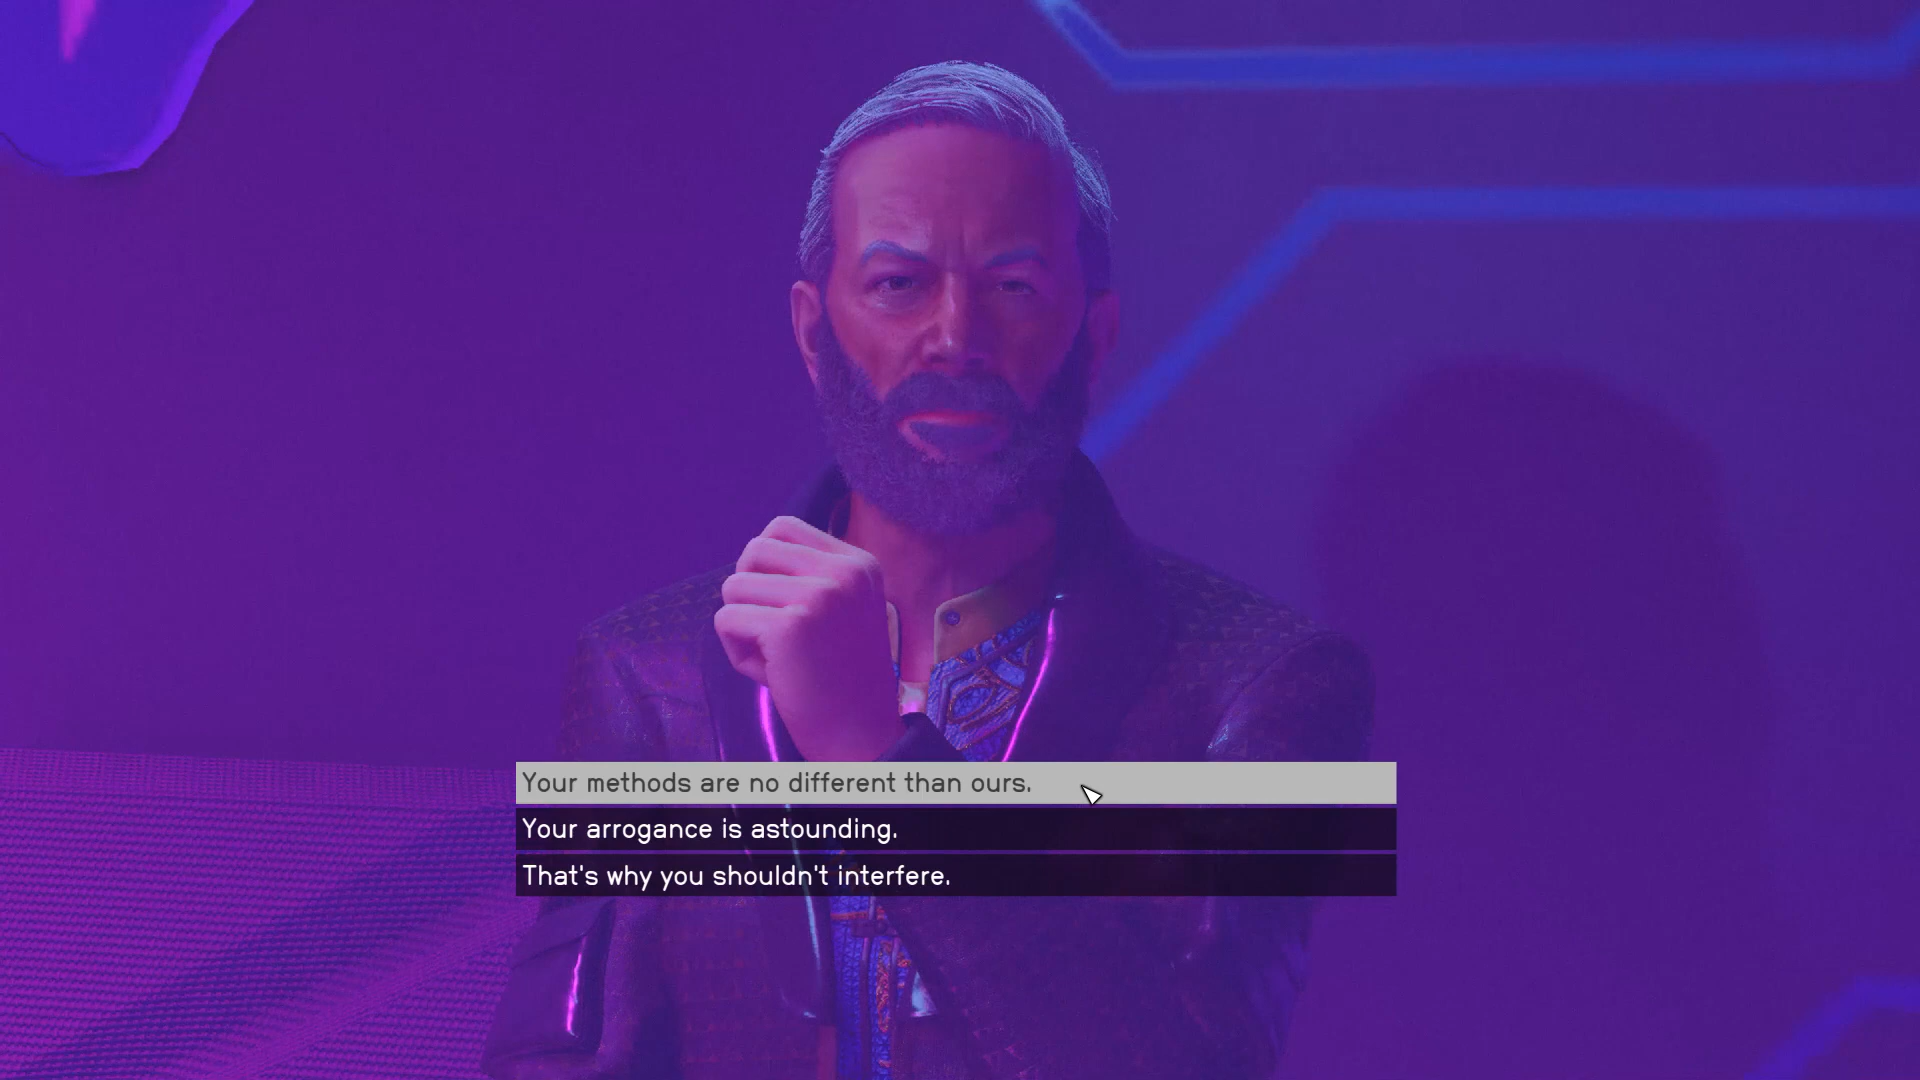 Your methods are no different than ours.
Your arrogance is astounding.
That's why you shouldn't interfere.